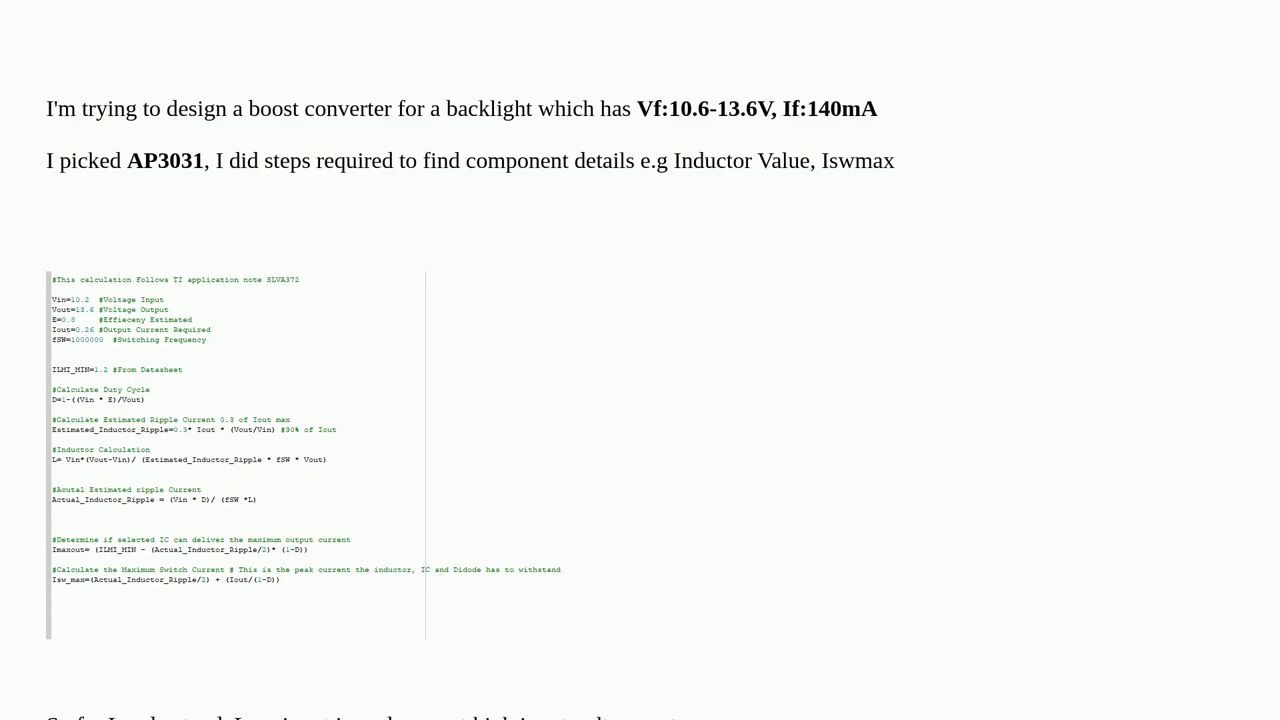 I'm trying to design a boost converter for a backlight which has Vf:10.6-13.6V, If:140mA
I picked AP3031, I did steps required to find component details e.g Inductor Value, Iswmax
#This calculation Follows TI application note SLVA372
Vin=10.2  #Voltage Input
Vout=13.6 #Voltage Output
E=0.8     #Effieceny Estimated
Iout=0.26 #Output Current Required
fSW=1000000  #Switching Frequency
ILMI_MIN=1.2 #From Datasheet
#Calculate Duty Cycle
D=1-((Vin * E)/Vout)
#Calculate Estimated Ripple Current 0.3 of Iout max
Estimated_Inductor_Ripple=0.3* Iout * (Vout/Vin) #30% of Iout
#Inductor Calculation
L= Vin*(Vout-Vin)/ (Estimated_Inductor_Ripple * fSW * Vout)
#Acutal Estimated ripple Current
Actual_Inductor_Ripple = (Vin * D)/ (fSW *L)
#Determine if selected IC can deliver the maximum output current
Imaxout= (ILMI_MIN - (Actual_Inductor_Ripple/2)* (1-D))
#Calculate the Maximum Switch Current # This is the peak current the inductor, IC and Didode has to withstand
Isw_max=(Actual_Inductor_Ripple/2) + (Iout/(1-D))